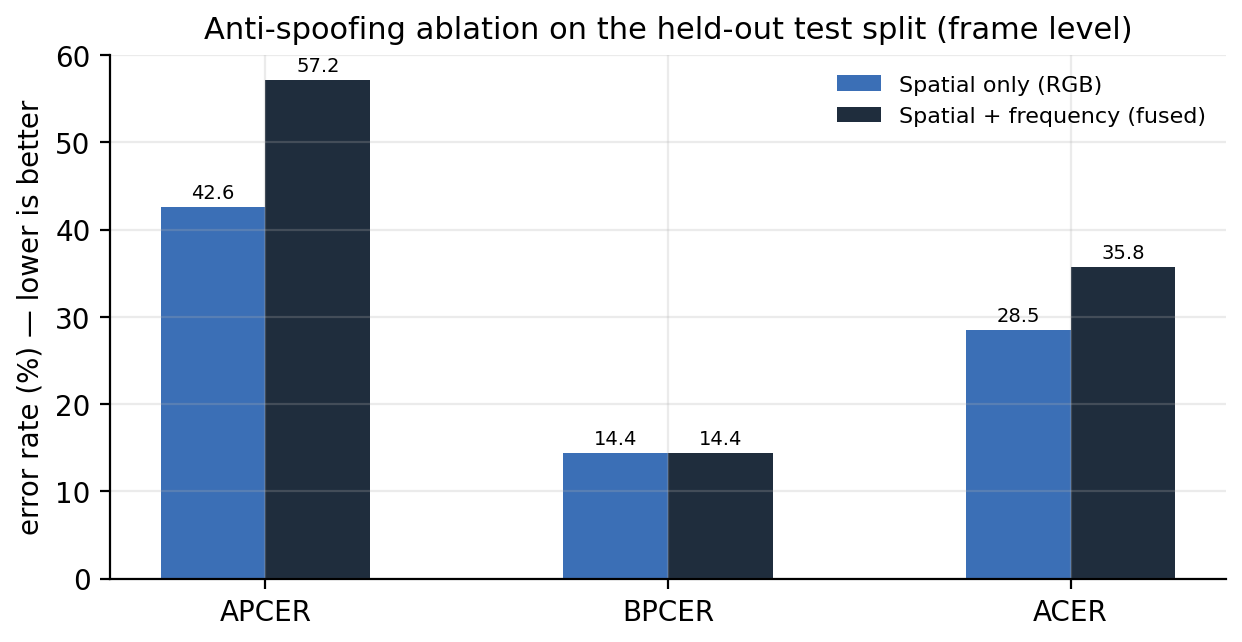 Anti-spoofing ablation on the held-out test split (frame level)
error rate (%) — lower is better
60
50
40
30
20
10
0
Spatial only (RGB)
Spatial + frequency (fused)
42.6
57.2
14.4
14.4
28.5
35.8
APCER
BPCER
ACER